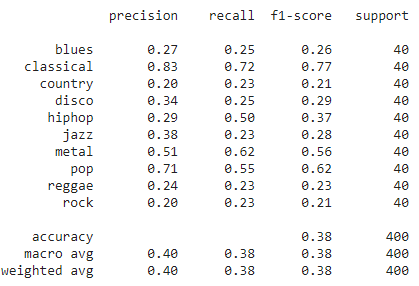 precision recall f1-score support
blues 0.27 0.25 0.26 40
classical 0.83 0.72 0.77 40
country 0.20 0.23 0.21 40
disco 0.34 0.25 0.29 40
hiphop 0.29 0.50 0.37 40
jazz 0.38 0.23 0.28 40
metal 0.51 0.62 0.56 40
pop 0.71 0.55 0.62 40
reggae 0.24 0.23 0.23 40
rock 0.20 0.23 0.21 40
accuracy 0.38 400
macro avg 0.40 0.38 0.38 400
weighted avg 0.40 0.38 0.38 400